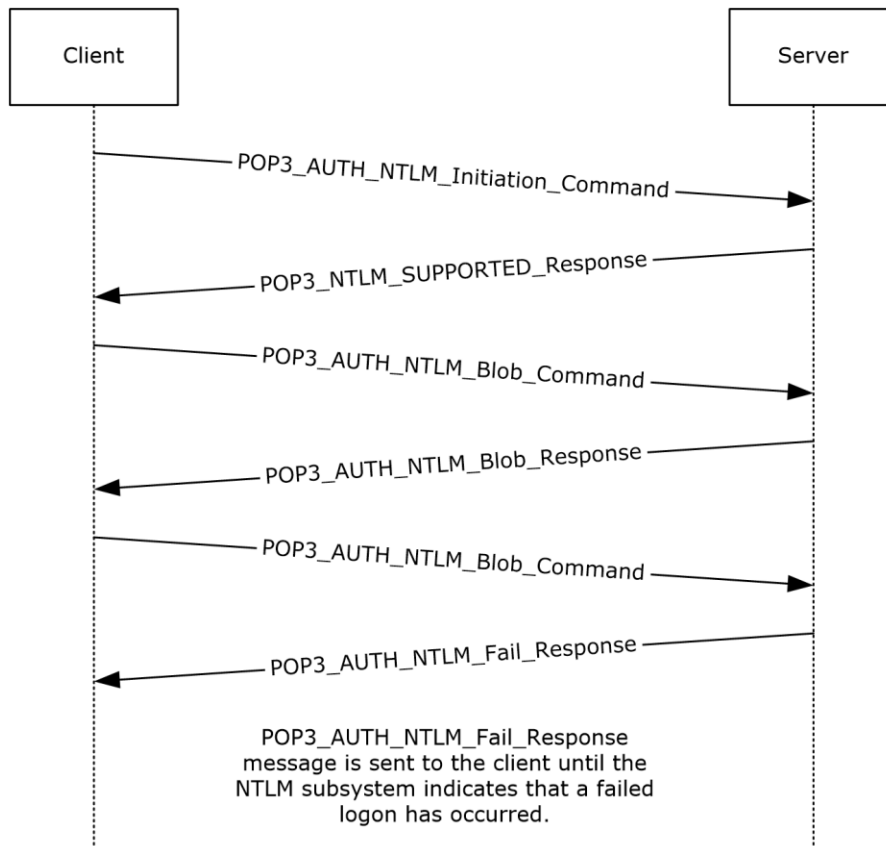 Client
Server
POP3_AUTH_NTLM_Initiation_Command
POP3_NTLM_SUPPORTED_Response
POP3_AUTH_NTLM_Blob_Command
POP3_AUTH_NTLM_Blob_Response
POP3_AUTH_NTLM_Blob_Command
POP3_AUTH_NTLM_Fail_Response
POP3_AUTH_NTLM_Fail_Response
message is sent to the client until the
NTLM subsystem indicates that a failed
logon has occurred.